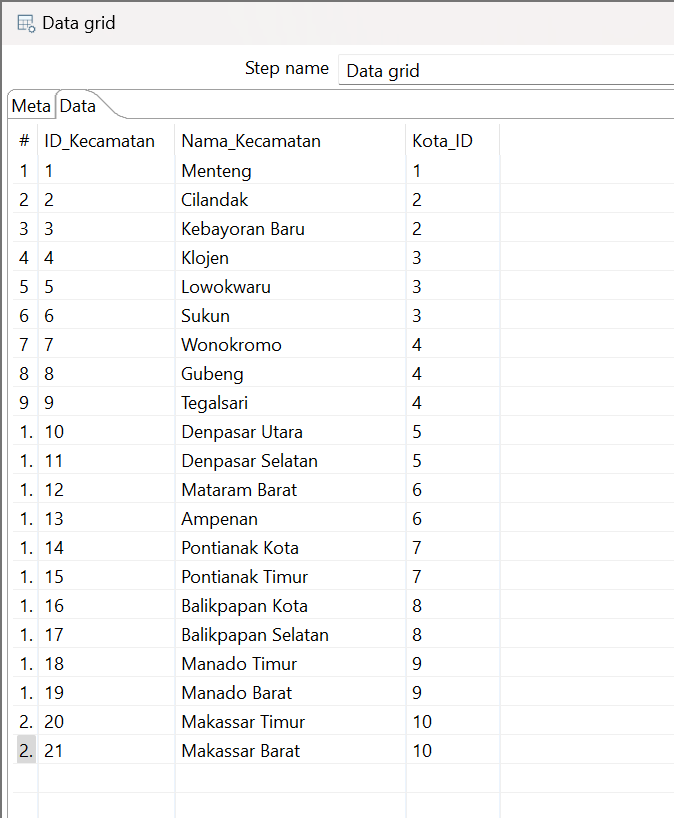 Data grid
Step name Data grid
Meta Data
# ID_Kecamatan Nama_Kecamatan Kota_ID
1 1 Menteng 1
2 2 Cilandak 2
3 3 Kebayoran Baru 2
4 4 Klojen 3
5 5 Lowokwaru 3
6 6 Sukun 3
7 7 Wonokromo 4
8 8 Gubeng 4
9 9 Tegalsari 4
1. 10 Denpasar Utara 5
1. 11 Denpasar Selatan 5
1. 12 Mataram Barat 6
1. 13 Ampenan 6
1. 14 Pontianak Kota 7
1. 15 Pontianak Timur 7
1. 16 Balikpapan Kota 8
1. 17 Balikpapan Selatan 8
1. 18 Manado Timur 9
1. 19 Manado Barat 9
2. 20 Makassar Timur 10
2. 21 Makassar Barat 10